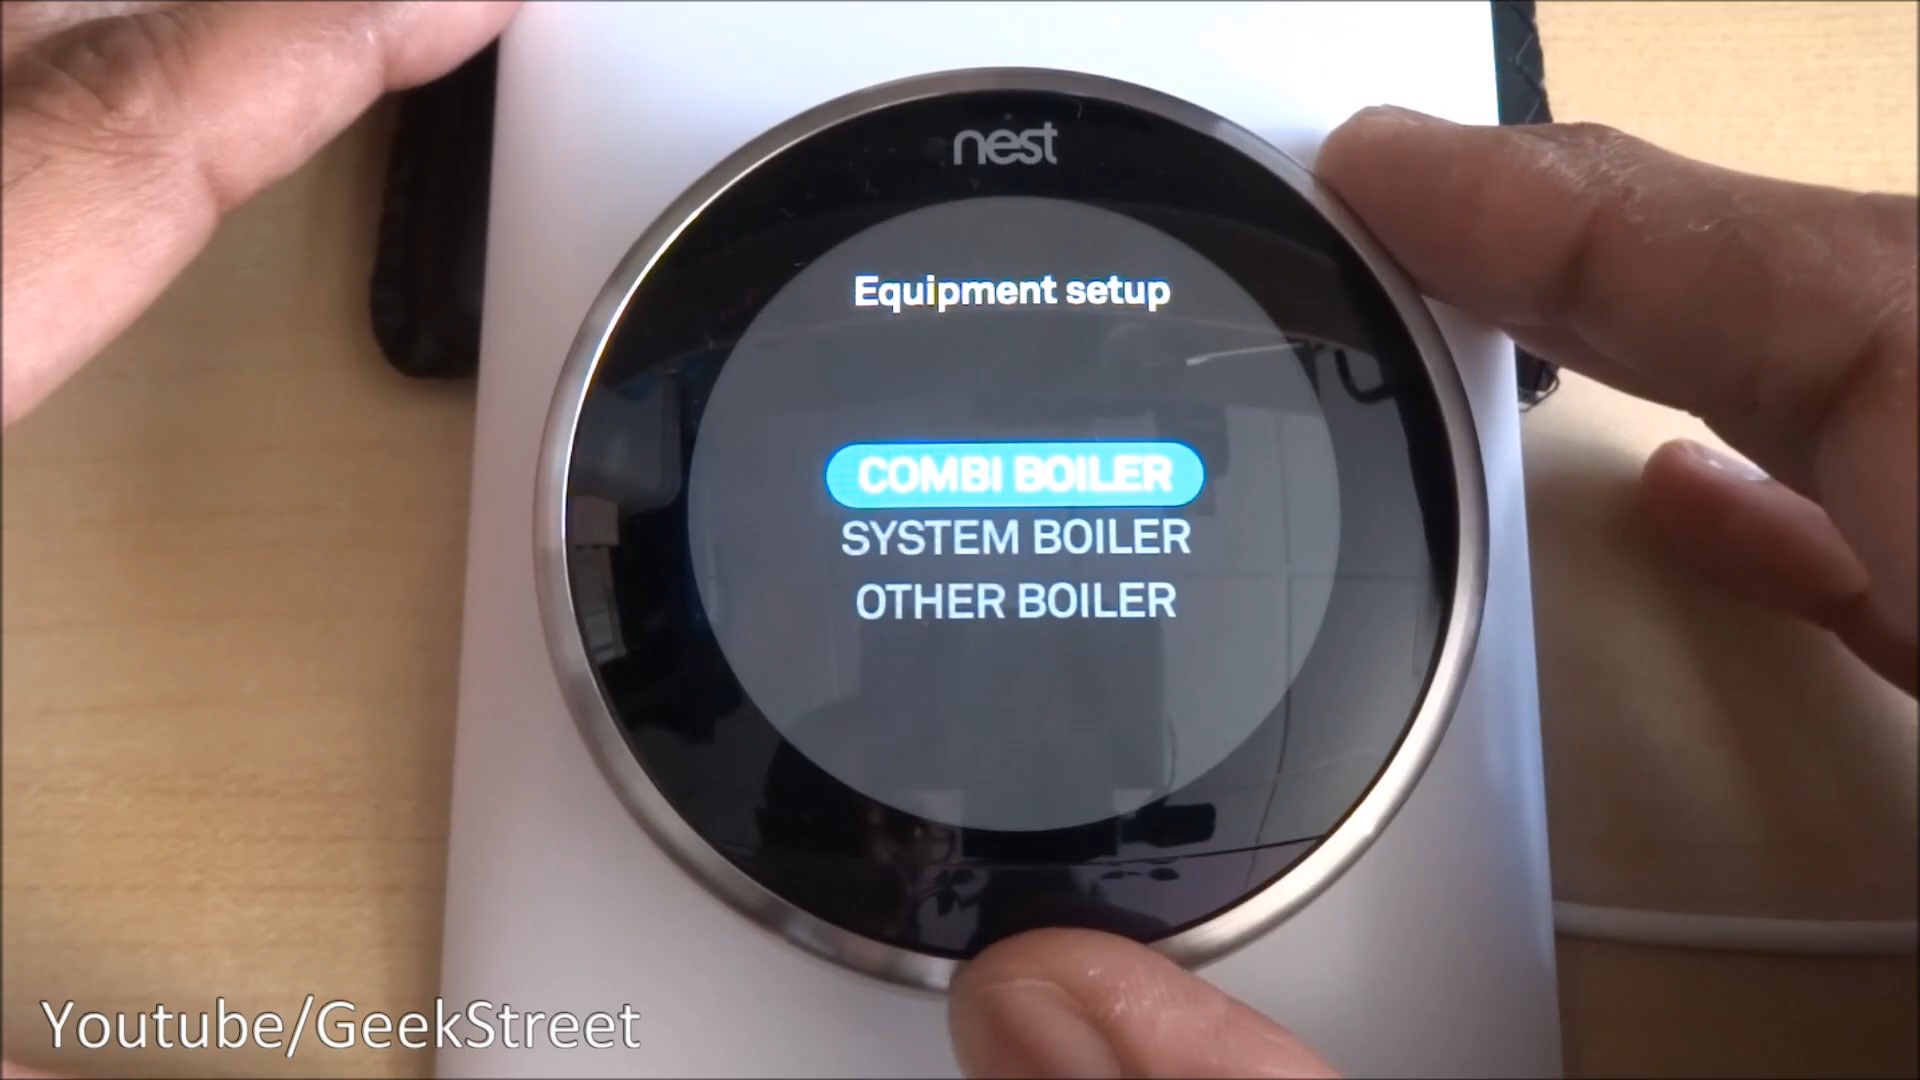 nest
Equipment setup
COMBI BOILER
SYSTEM BOILER
OTHER BOILER
Youtube/GeekStreet